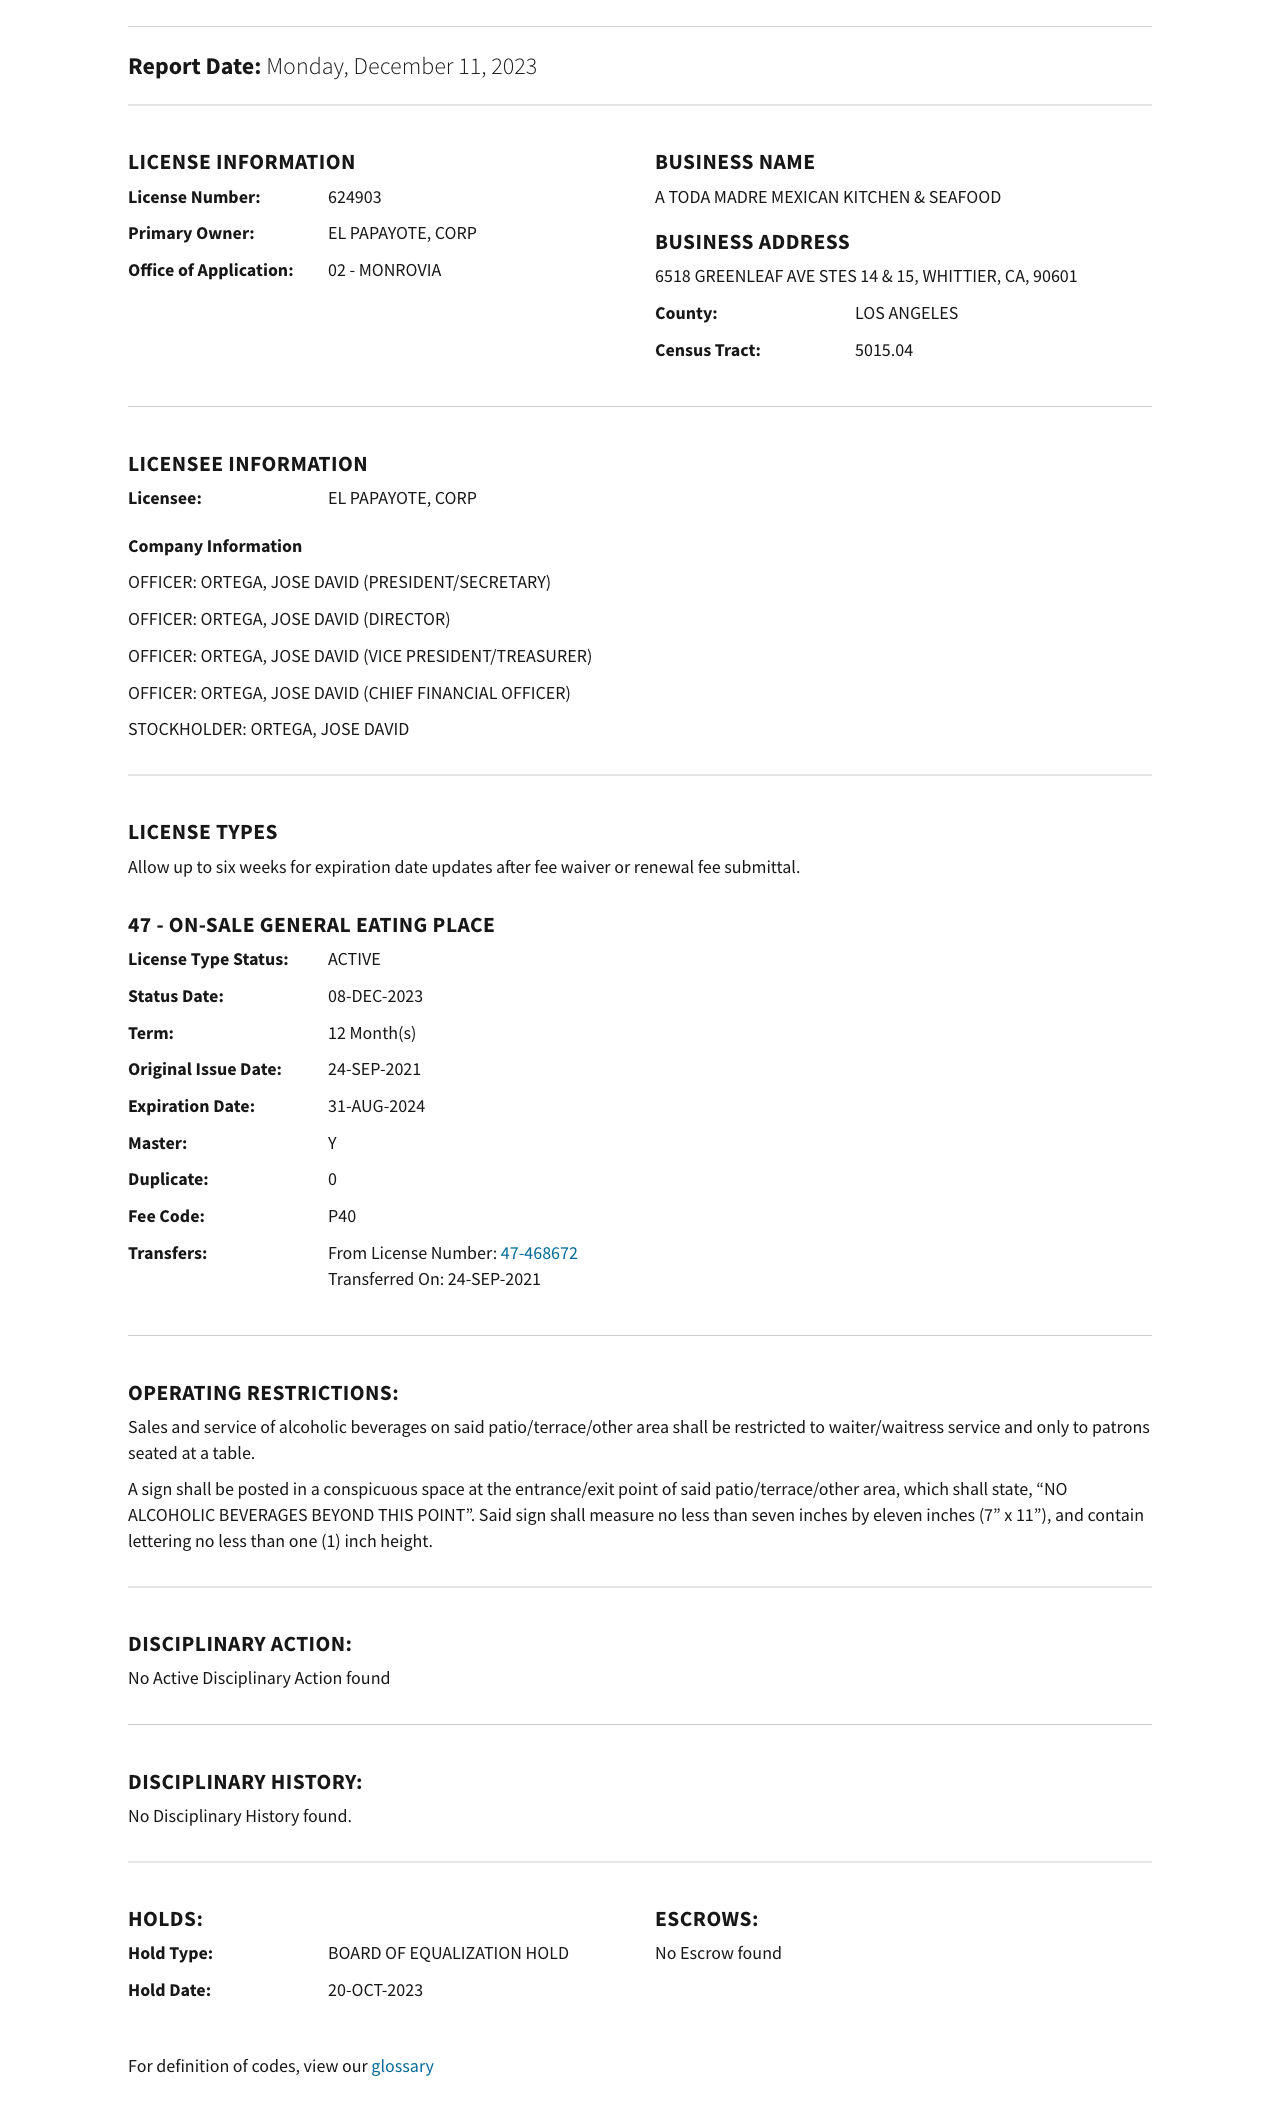 Report Date: Monday, December 11, 2023
LICENSE INFORMATION
License Number: 624903
Primary Owner: EL PAPAYOTE, CORP
Office of Application: 02 - MONROVIA
BUSINESS NAME
A TODA MADRE MEXICAN KITCHEN & SEAFOOD
BUSINESS ADDRESS
6518 GREENLEAF AVE STES 14 & 15, WHITTIER, CA, 90601
County: LOS ANGELES
Census Tract: 5015.04
LICENSEE INFORMATION
Licensee: EL PAPAYOTE, CORP
Company Information
OFFICER: ORTEGA, JOSE DAVID (PRESIDENT/SECRETARY)
OFFICER: ORTEGA, JOSE DAVID (DIRECTOR)
OFFICER: ORTEGA, JOSE DAVID (VICE PRESIDENT/TREASURER)
OFFICER: ORTEGA, JOSE DAVID (CHIEF FINANCIAL OFFICER)
STOCKHOLDER: ORTEGA, JOSE DAVID
LICENSE TYPES
Allow up to six weeks for expiration date updates after fee waiver or renewal fee submittal.
47 - ON-SALE GENERAL EATING PLACE
License Type Status: ACTIVE
Status Date: 08-DEC-2023
Term: 12 Month(s)
Original Issue Date: 24-SEP-2021
Expiration Date: 31-AUG-2024
Master: Y
Duplicate: 0
Fee Code: P40
Transfers: From License Number: 47-468672
Transferred On: 24-SEP-2021
OPERATING RESTRICTIONS:
Sales and service of alcoholic beverages on said patio/terrace/other area shall be restricted to waiter/waitress service and only to patrons
seated at a table.
A sign shall be posted in a conspicuous space at the entrance/exit point of said patio/terrace/other area, which shall state, “NO
ALCOHOLIC BEVERAGES BEYOND THIS POINT”. Said sign shall measure no less than seven inches by eleven inches (7” x 11”), and contain
lettering no less than one (1) inch height.
DISCIPLINARY ACTION:
No Active Disciplinary Action found
DISCIPLINARY HISTORY:
No Disciplinary History found.
HOLDS:
Hold Type: BOARD OF EQUALIZATION HOLD
Hold Date: 20-OCT-2023
ESCROWS:
No Escrow found
For definition of codes, view our glossary